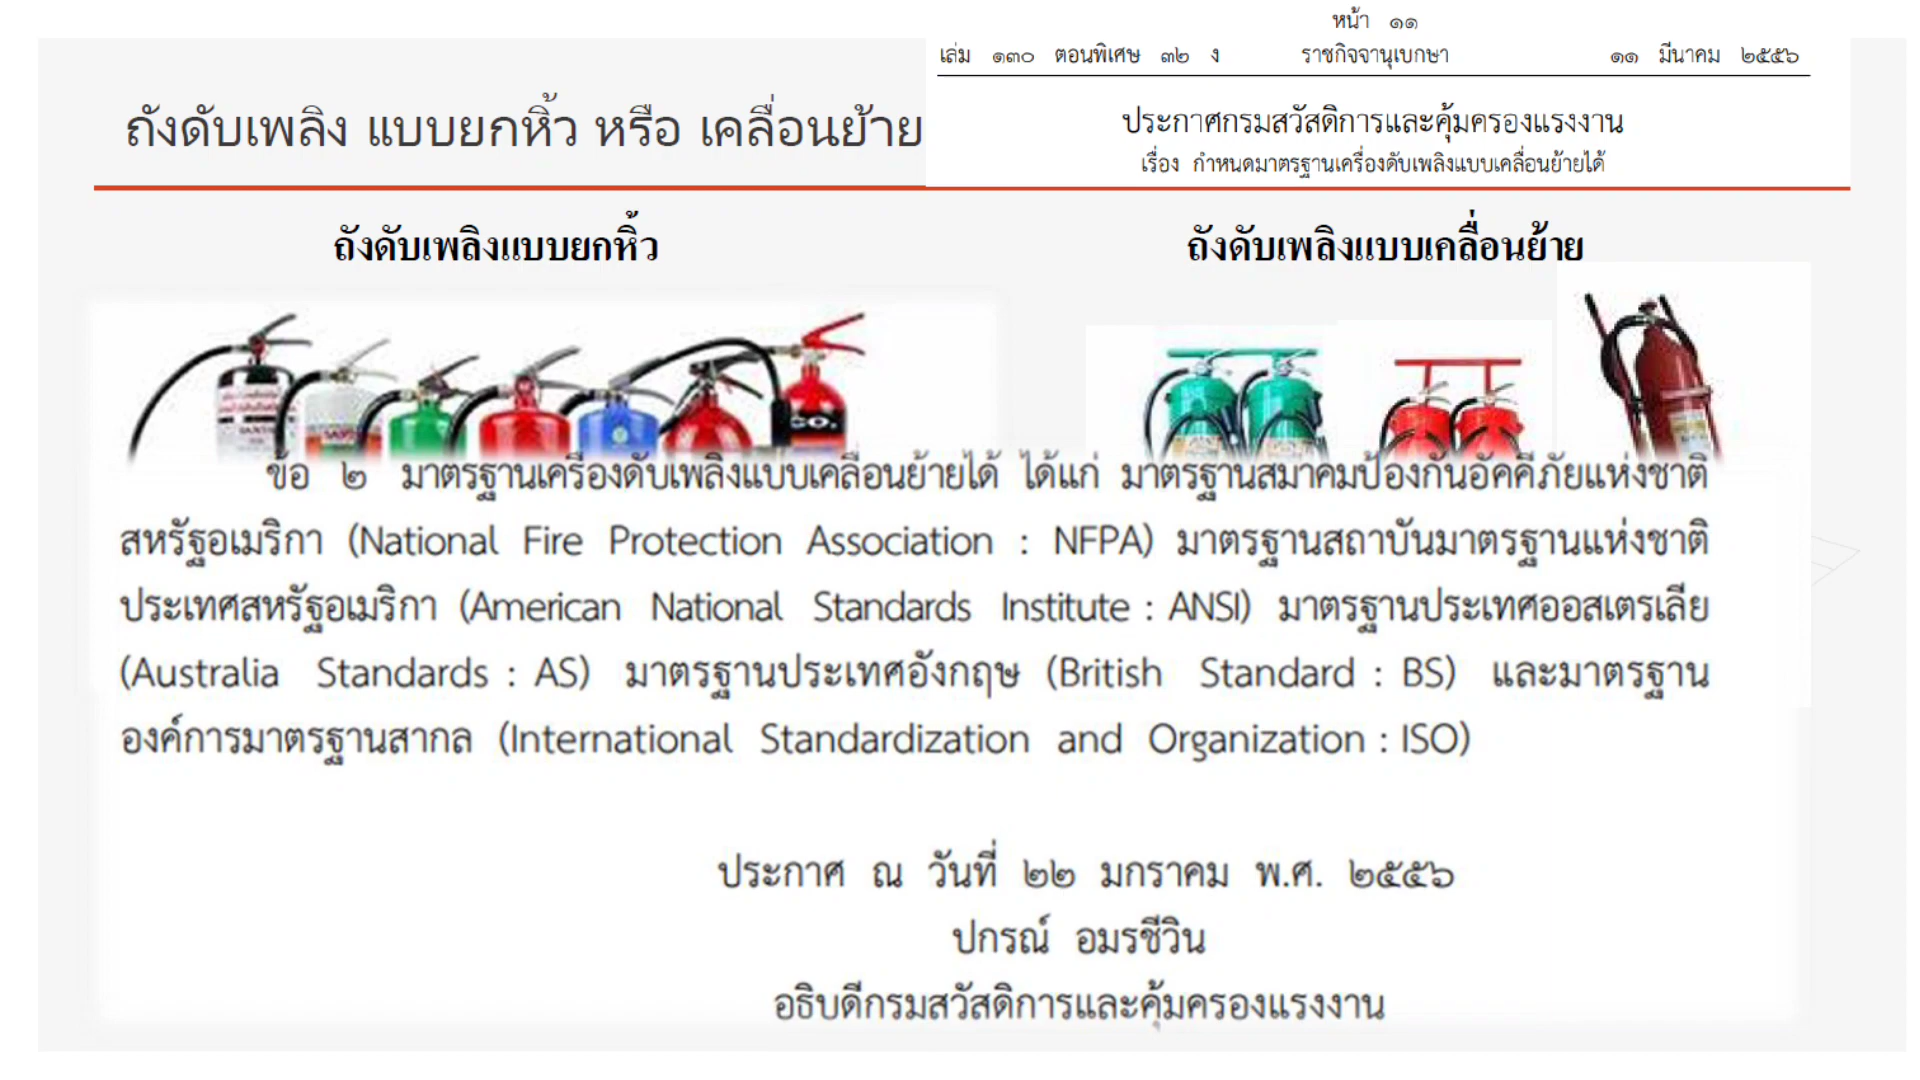 หน้า ๑๑
เล่ม ๑๓๐ ตอนพิเศษ ๓๒ ง ราชกิจจานุเบกษา ๑๑ มีนาคม ๒๕๕๖
ถังดับเพลิง แบบยกหิ้ว หรือ เคลื่อนย้าย
ประกาศกรมสวัสดิการและคุ้มครองแรงงาน
เรื่อง กำหนดมาตรฐานเครื่องดับเพลิงแบบเคลื่อนย้ายได้
ถังดับเพลิงแบบยกหิ้ว
ถังดับเพลิงแบบเคลื่อนย้าย
CO₂
ข้อ ๒ มาตรฐานเครื่องดับเพลิงแบบเคลื่อนย้ายได้ ได้แก่ มาตรฐานสมาคมป้องกันอัคคีภัยแห่งชาติ
สหรัฐอเมริกา (National Fire Protection Association : NFPA) มาตรฐานสถาบันมาตรฐานแห่งชาติ
ประเทศสหรัฐอเมริกา (American National Standards Institute : ANSI) มาตรฐานประเทศออสเตรเลีย
(Australia Standards : AS) มาตรฐานประเทศอังกฤษ (British Standard : BS) และมาตรฐาน
องค์การมาตรฐานสากล (International Standardization and Organization : ISO)
ประกาศ ณ วันที่ ๒๒ มกราคม พ.ศ. ๒๕๕๖
ปกรณ์ อมรชีวิน
อธิบดีกรมสวัสดิการและคุ้มครองแรงงาน